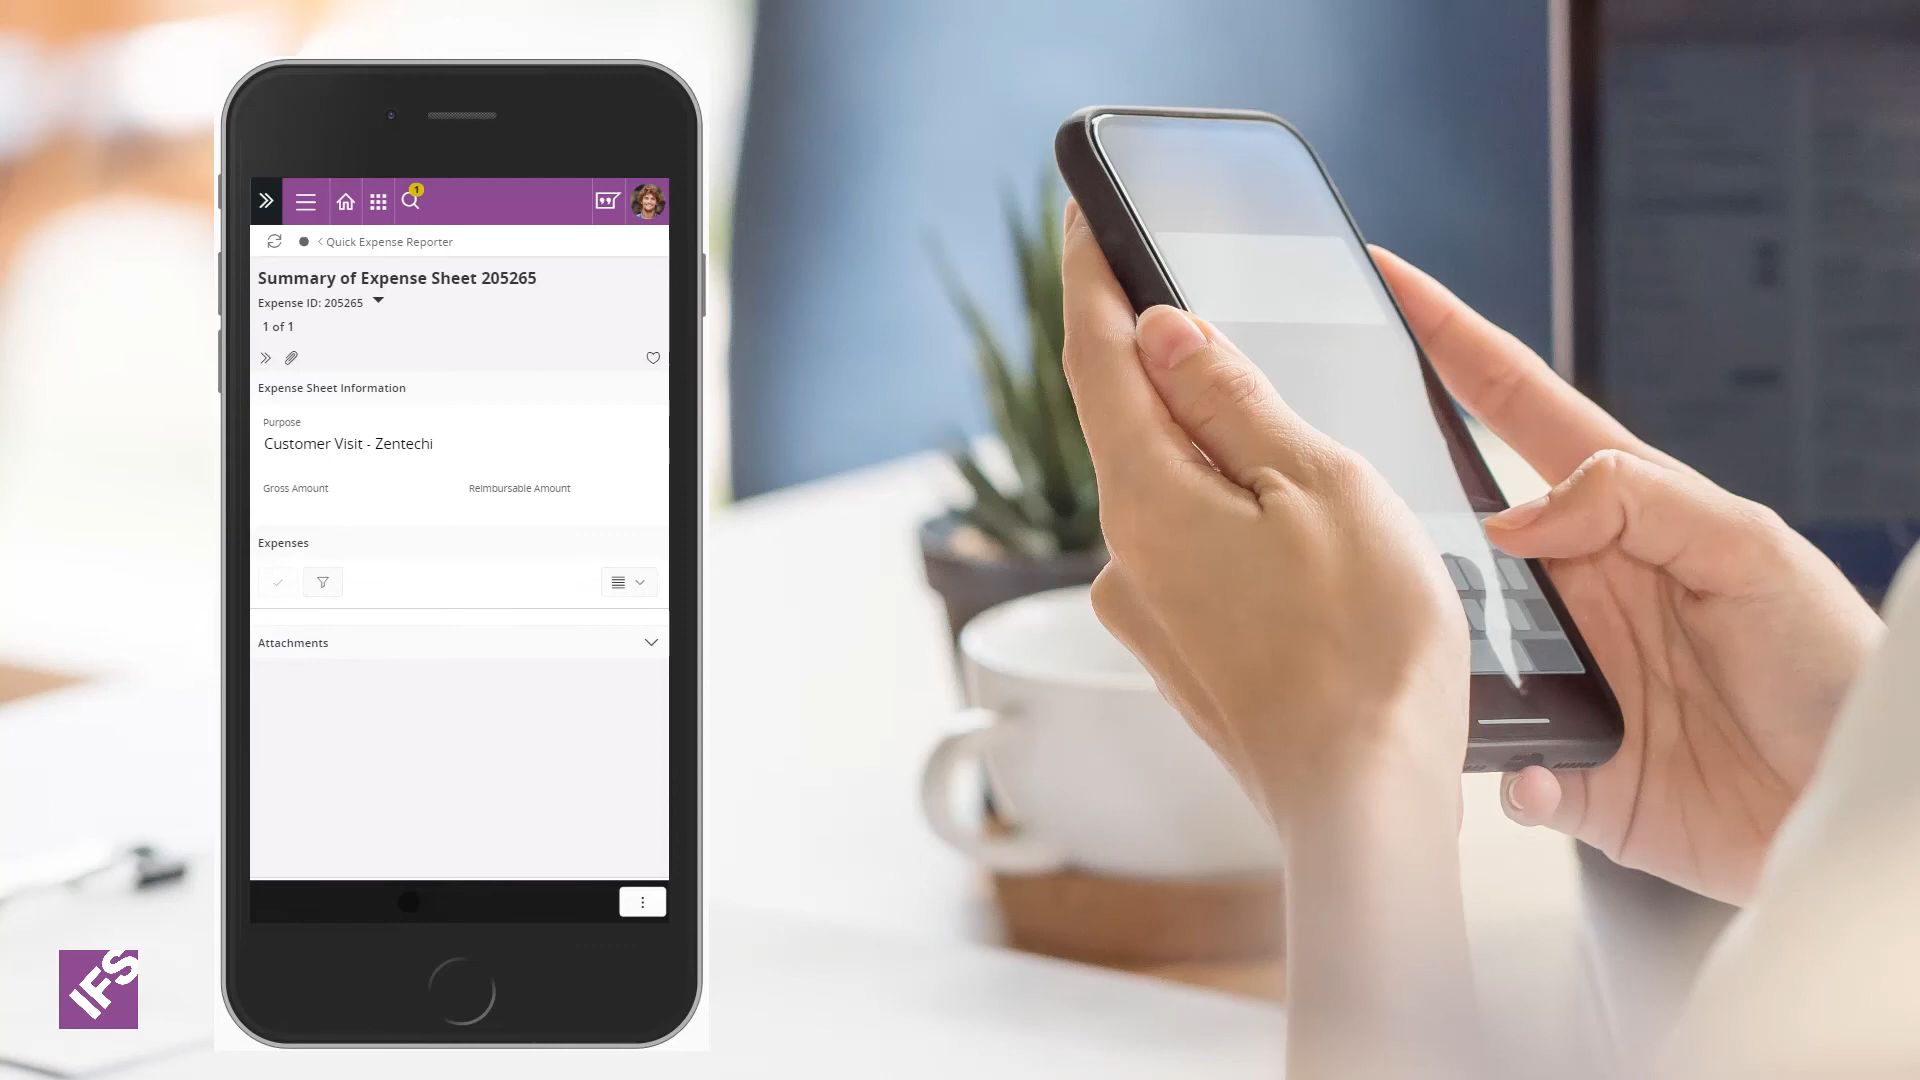 1
Quick Expense Reporter
Summary of Expense Sheet 205265
Expense ID: 205265
1 of 1
Expense Sheet Information
Purpose
Customer Visit - Zentechi
Gross Amount
Reimbursable Amount
Expenses
Attachments
IFS